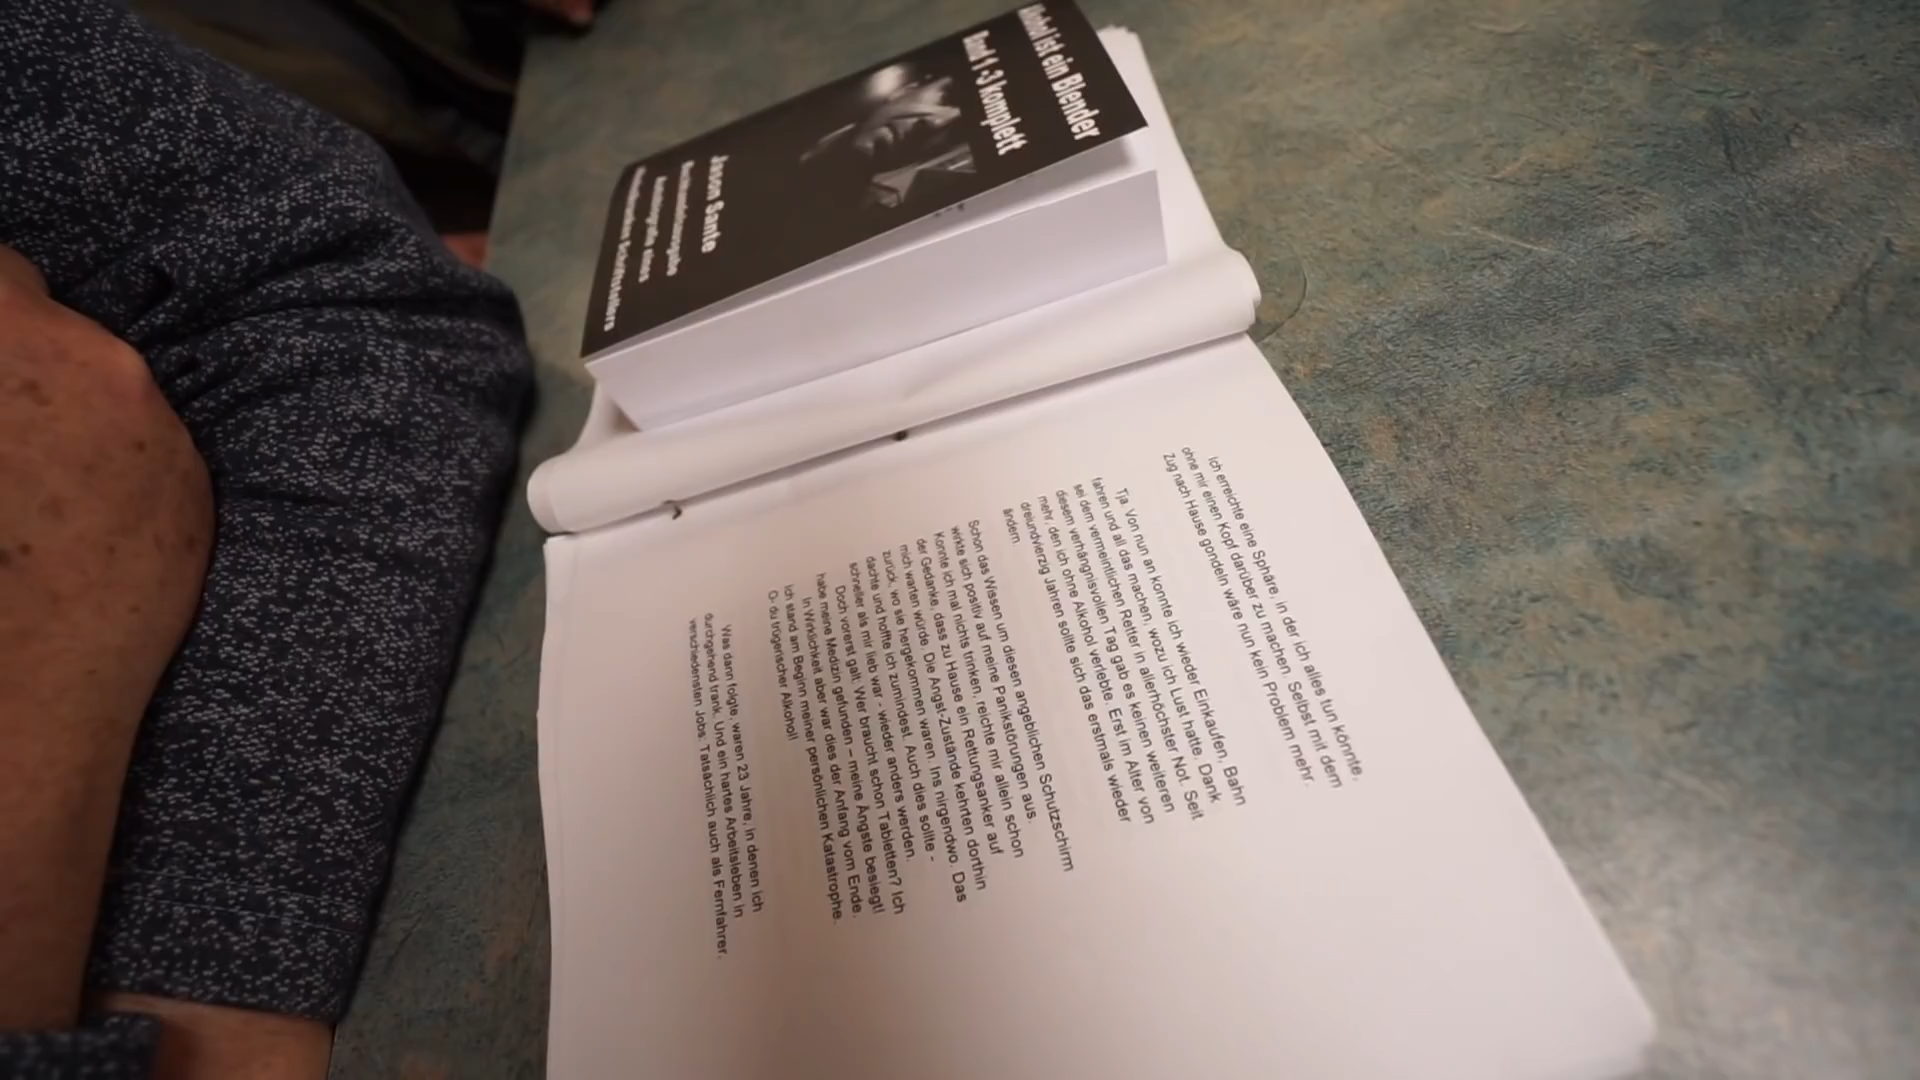 Alkohol ist ein Blender
Band 1-3 komplett
Jason Sante
Autobiografie eines
Schriftstellers
Ich erreichte eine Sphäre, in der ich alles tun könnte,
ohne mir einen Kopf darüber zu machen. Selbst mit dem
Zug nach Hause gondeln wäre nun kein Problem mehr.
Tja. Von nun an konnte ich wieder Einkaufen, Bahn
fahren und all das machen, wozu ich Lust hatte. Dank
sei dem vermeintlichen Retter in allerhöchster Not. Seit
diesem verhängnisvollen Tag gab es keinen weiteren
mehr, den ich ohne Alkohol verlebte. Erst im Alter von
dreiundvierzig Jahren sollte sich das erstmals wieder
ändern.
Schon das Wissen um diesen angeblichen Schutzschirm
wirkte sich positiv auf meine Panikstörungen aus.
Konnte ich mal nichts trinken, reichte mir allein schon
der Gedanke, dass zu Hause ein Rettungsanker auf
mich warten würde. Die Angst-Zustände kehrten dorthin
zurück, wo sie hergekommen waren. Ins nirgendwo. Das
dachte und hoffte ich zumindest. Auch dies sollte -
schneller als mir lieb war - wieder anders werden.
Doch vorerst galt: Wer braucht schon Tabletten? Ich
habe meine Medizin gefunden – meine Ängste besiegt!
In Wirklichkeit aber war dies der Anfang vom Ende.
Ich stand am Beginn meiner persönlichen Katastrophe.
O- du trügerischer Alkohol!
Was dann folgte, waren 23 Jahre, in denen ich
durchgehend trank. Und ein hartes Arbeitsleben in
verschiedensten Jobs. Tatsächlich auch als Fernfahrer.